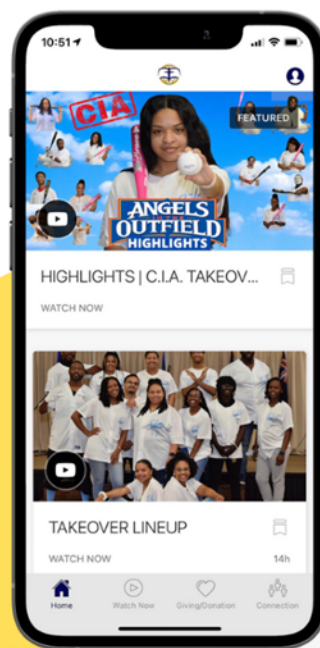 10:51
CIA
FEATURED
ANGELS
OUTFIELD
HIGHLIGHTS
HIGHLIGHTS | C.I.A. TAKEOV...
WATCH NOW
TAKEOVER LINEUP
WATCH NOW
14h
Home
Watch Now
Giving/Donation
Connection